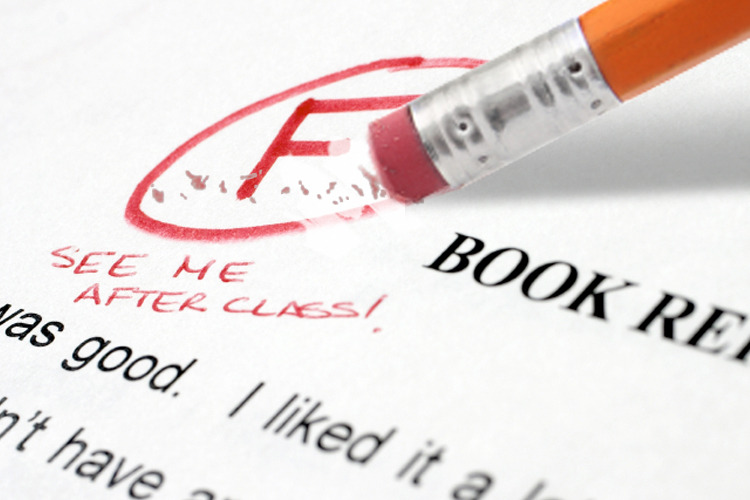 F
SEE ME
AFTER CLASS!
BOOK
was good. I liked it a
have